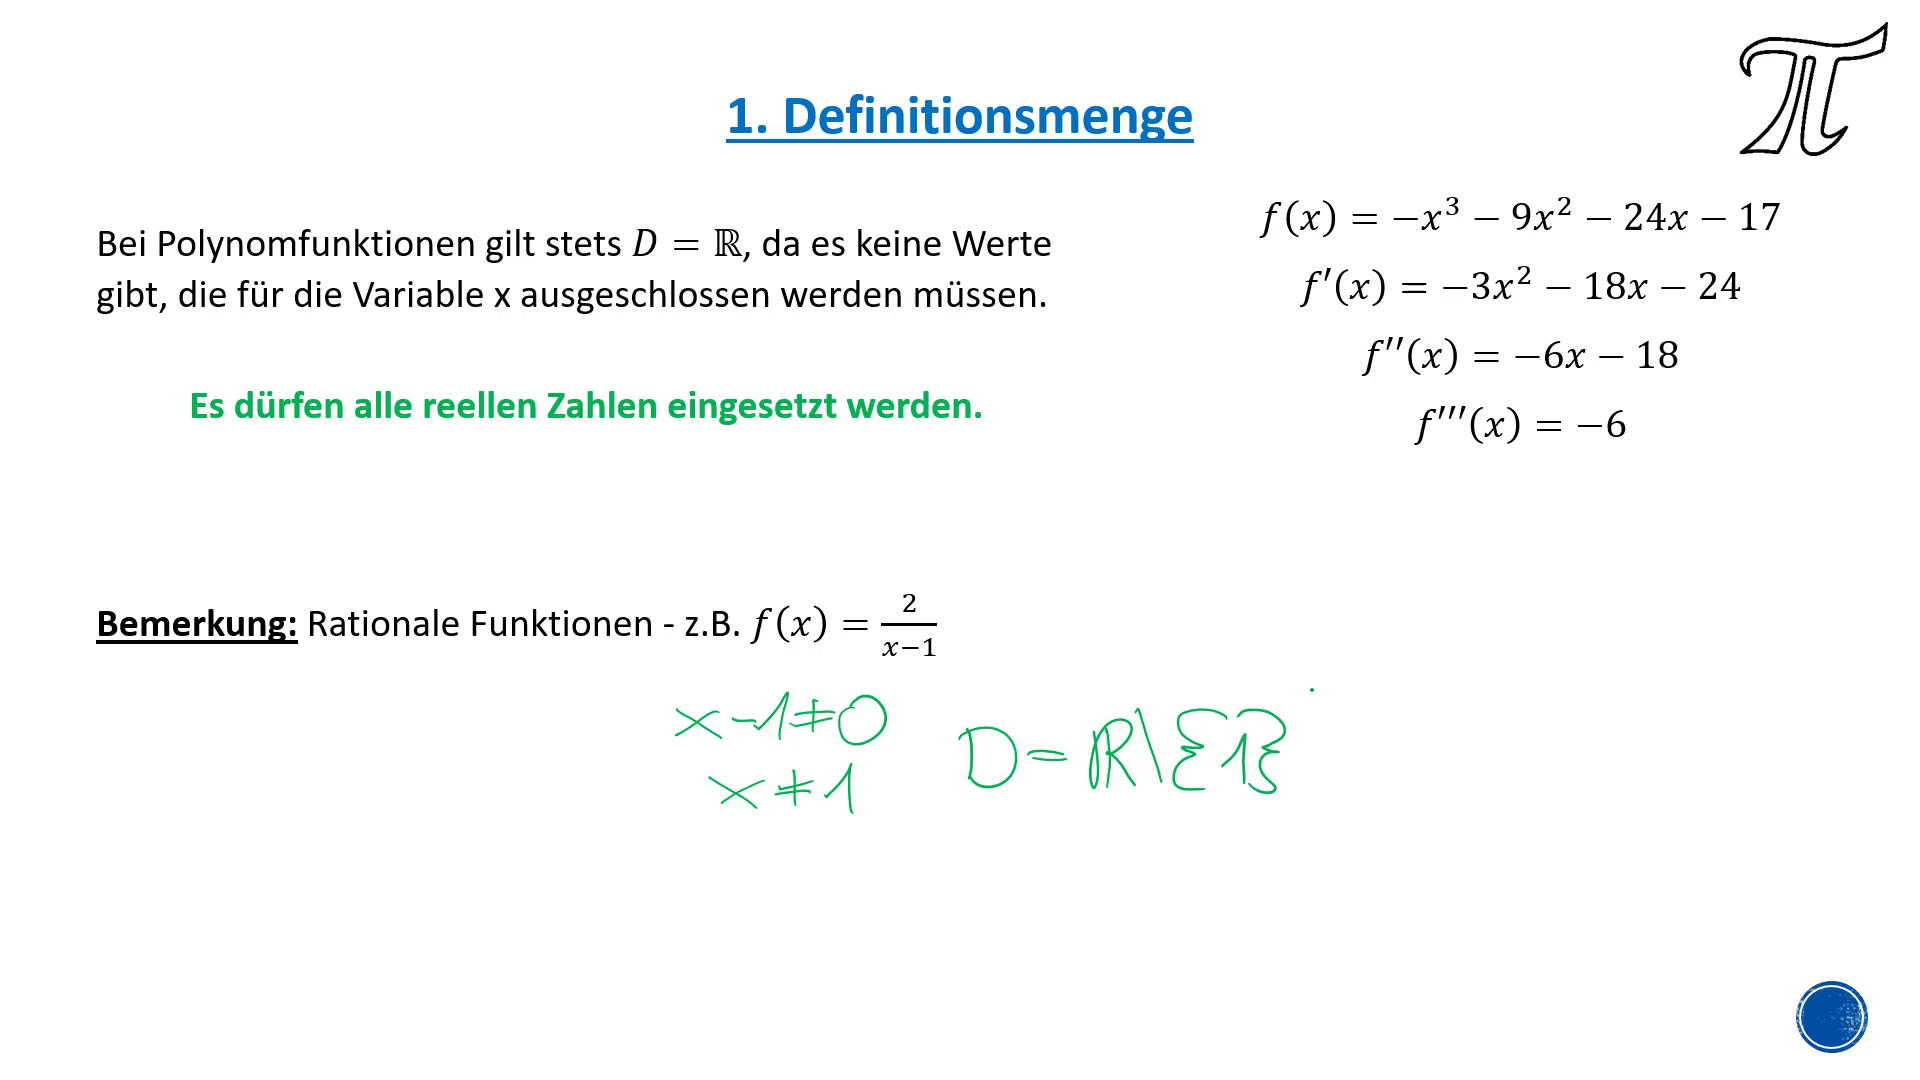 1. Definitionsmenge
Bei Polynomfunktionen gilt stets D = ℝ, da es keine Werte
gibt, die für die Variable x ausgeschlossen werden müssen.
Es dürfen alle reellen Zahlen eingesetzt werden.
f(x) = −x³ − 9x² − 24x − 17
f′(x) = −3x² − 18x − 24
f′′(x) = −6x − 18
f′′′(x) = −6
Bemerkung: Rationale Funktionen - z.B. f(x) = 2/(x−1)
x-1≠0
x≠1
D=ℝ\{1}